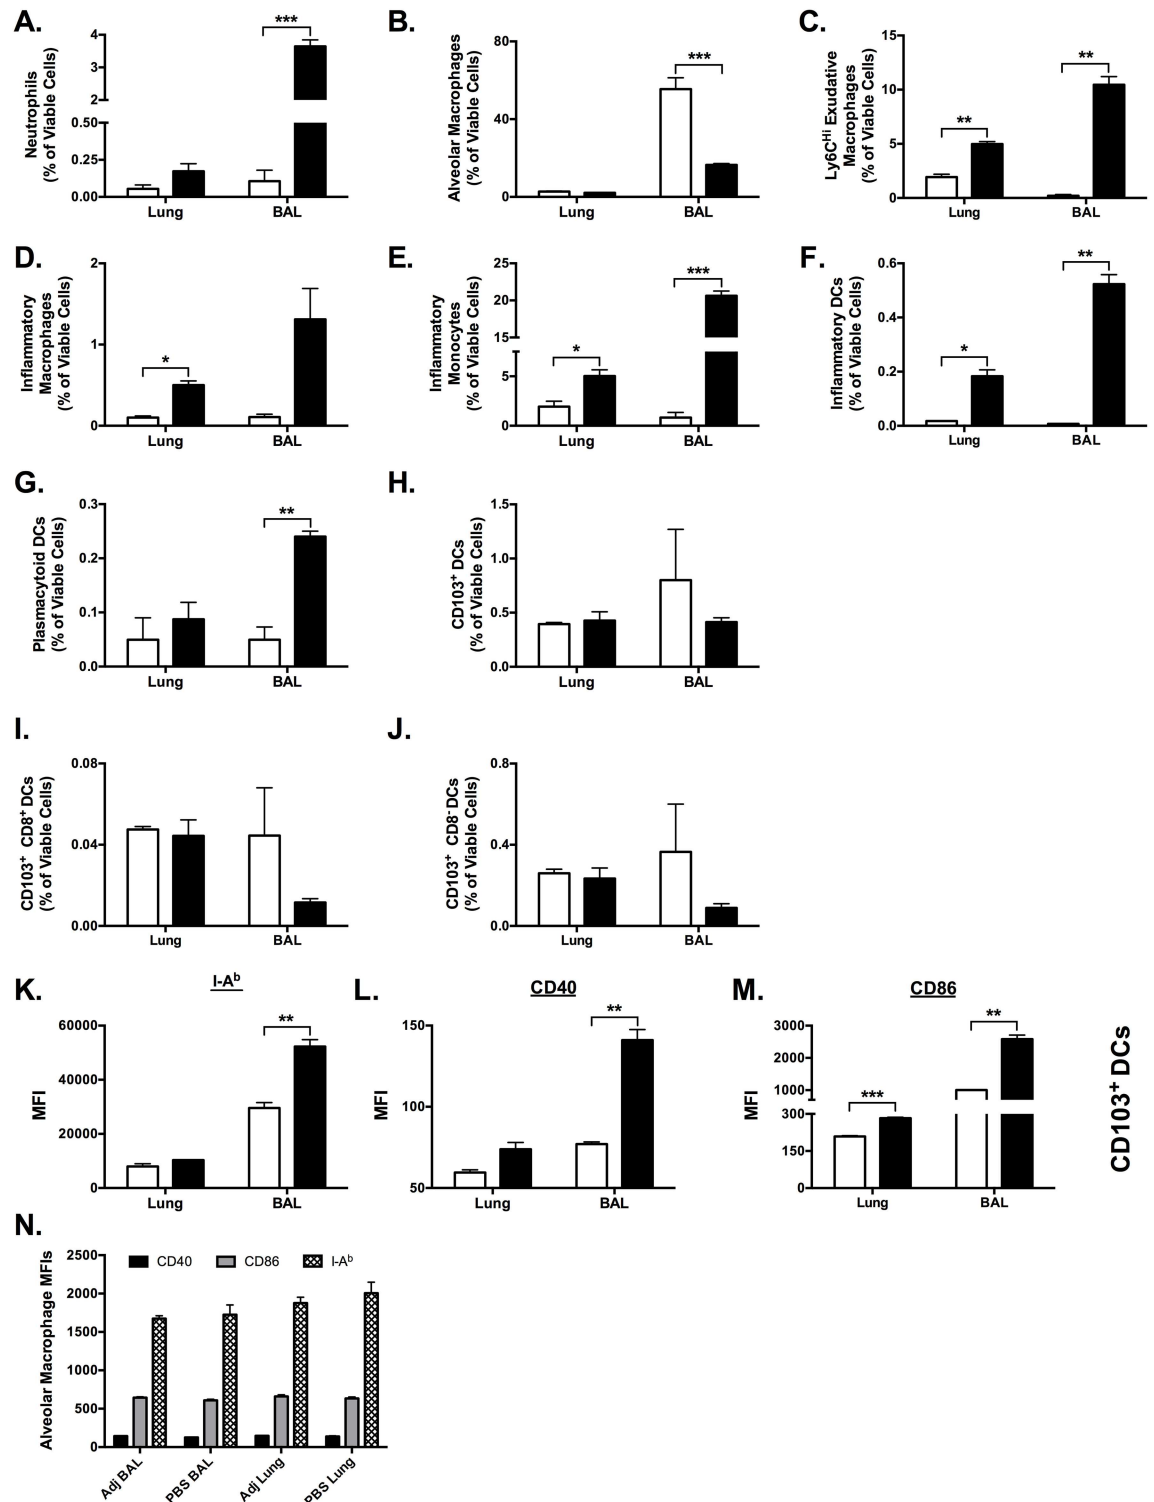 A.
Neutrophils
(% of Viable Cells)
4
3
2
0.50
0.25
0.00
***
Lung
BAL
B.
Alveolar Macrophages
(% of Viable Cells)
80
40
0
***
Lung
BAL
C.
Ly6C^Hi Exudative
Macrophages
(% of Viable Cells)
15
10
5
0
**
**
Lung
BAL
D.
Inflammatory
Macrophages
(% of Viable Cells)
2
1
0
*
Lung
BAL
E.
Inflammatory
Monocytes
(% of Viable Cells)
25
20
15
5
0
*
***
Lung
BAL
F.
Inflammatory DCs
(% of Viable Cells)
0.6
0.4
0.2
0.0
*
**
Lung
BAL
G.
Plasmacytoid DCs
(% of Viable Cells)
0.3
0.2
0.1
0.0
**
Lung
BAL
H.
CD103⁺ DCs
(% of Viable Cells)
1.5
1.0
0.5
0.0
Lung
BAL
I.
CD103⁺ CD8⁺ DCs
(% of Viable Cells)
0.08
0.04
0.00
Lung
BAL
J.
CD103⁺ CD8⁻ DCs
(% of Viable Cells)
0.8
0.4
0.0
Lung
BAL
K.
I-A^b
MFI
60000
40000
20000
0
**
Lung
BAL
L.
CD40
MFI
150
100
50
**
Lung
BAL
M.
CD86
MFI
3000
2000
1000
300
150
0
***
**
Lung
BAL
CD103⁺ DCs
N.
Alveolar Macrophage MFIs
2500
2000
1500
1000
500
0
CD40
CD86
I-A^b
Adj BAL
PBS BAL
Adj Lung
PBS Lung